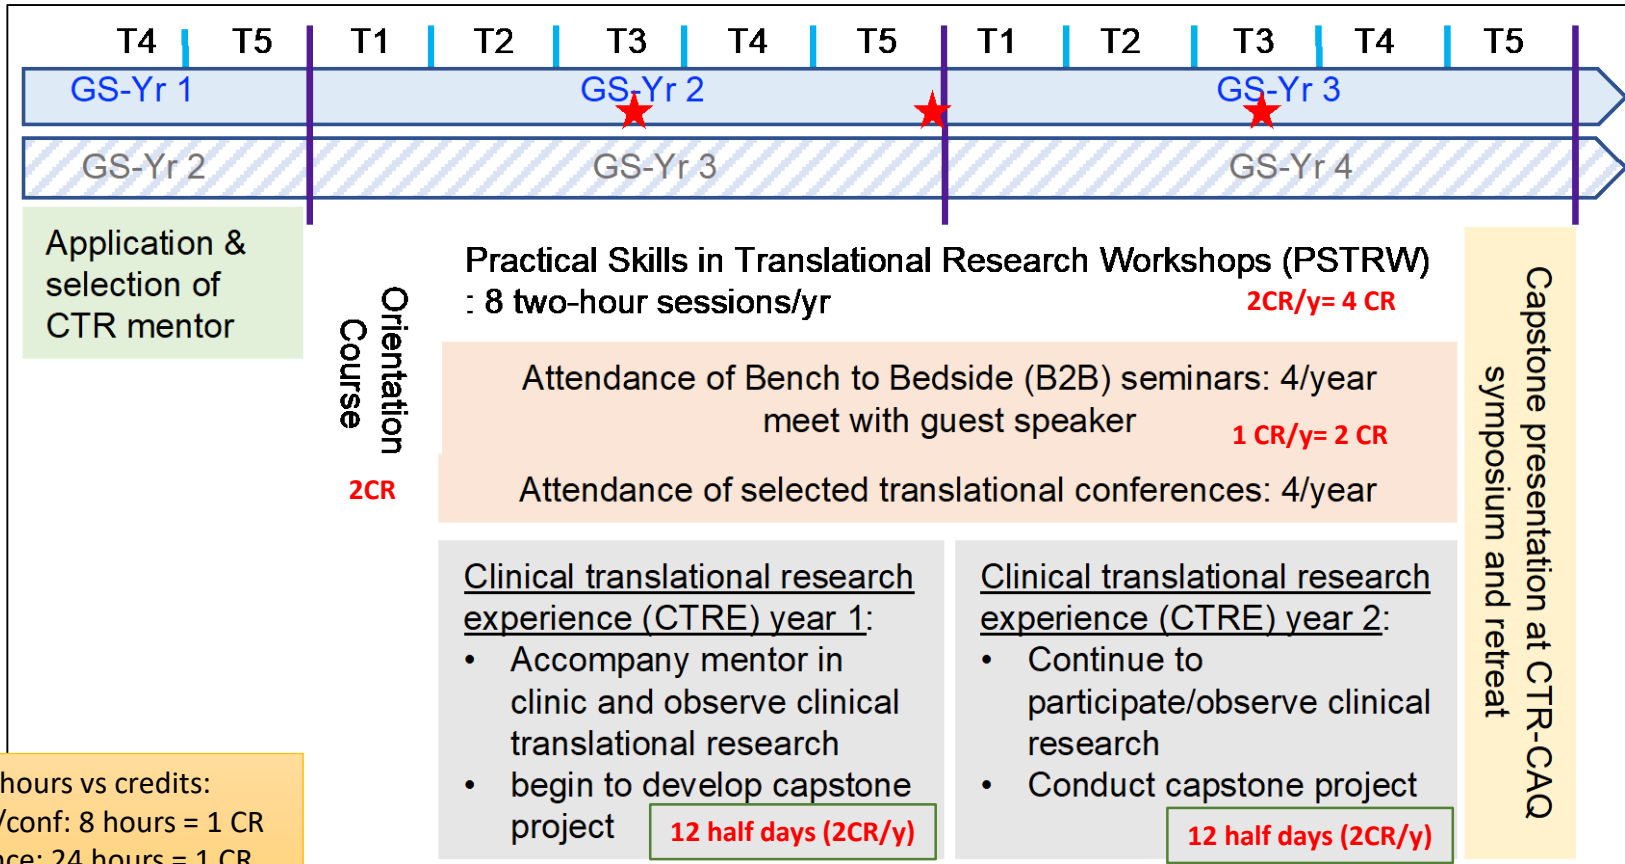 T4 T5 T1 T2 T3 T4 T5 T1 T2 T3 T4 T5
GS-Yr 1 GS-Yr 2 GS-Yr 3
GS-Yr 2 GS-Yr 3 GS-Yr 4
Application &
selection of
CTR mentor
Orientation
Course
2CR
Practical Skills in Translational Research Workshops (PSTRW)
: 8 two-hour sessions/yr
2CR/y= 4 CR
Attendance of Bench to Bedside (B2B) seminars: 4/year
meet with guest speaker
1 CR/y= 2 CR
Attendance of selected translational conferences: 4/year
Clinical translational research
experience (CTRE) year 1:
• Accompany mentor in
clinic and observe clinical
translational research
• begin to develop capstone
project
12 half days (2CR/y)
Clinical translational research
experience (CTRE) year 2:
• Continue to
participate/observe clinical
research
• Conduct capstone project
12 half days (2CR/y)
Capstone presentation at CTR-CAQ
symposium and retreat
hours vs credits:
/conf: 8 hours = 1 CR
nce: 24 hours = 1 CR